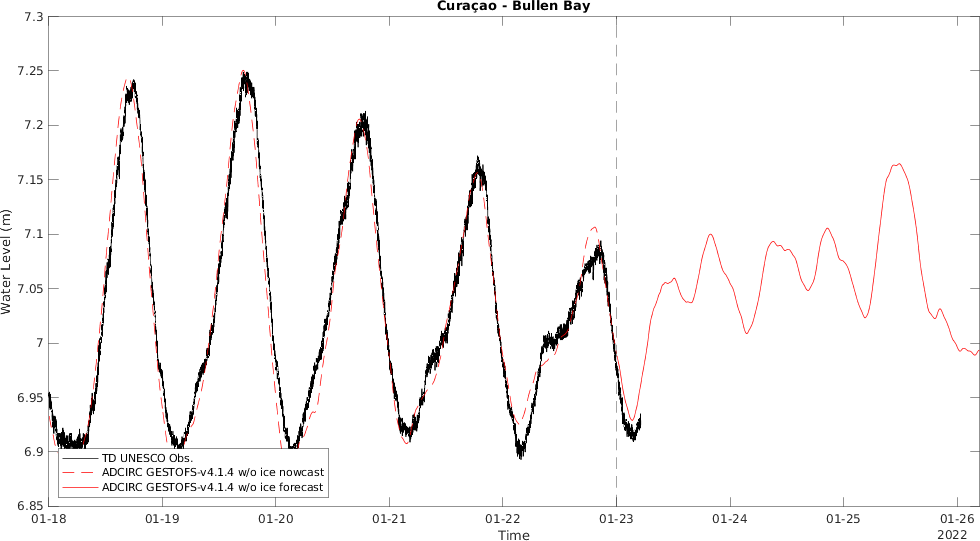 Curaçao - Bullen Bay
7.3
7.25
7.2
7.15
7.1
7.05
7
6.95
6.9
6.85
Water Level (m)
TD UNESCO Obs.
ADCIRC GESTOFS-v4.1.4 w/o ice nowcast
ADCIRC GESTOFS-v4.1.4 w/o ice forecast
01-18 01-19 01-20 01-21 01-22 01-23 01-24 01-25 01-26
Time
2022